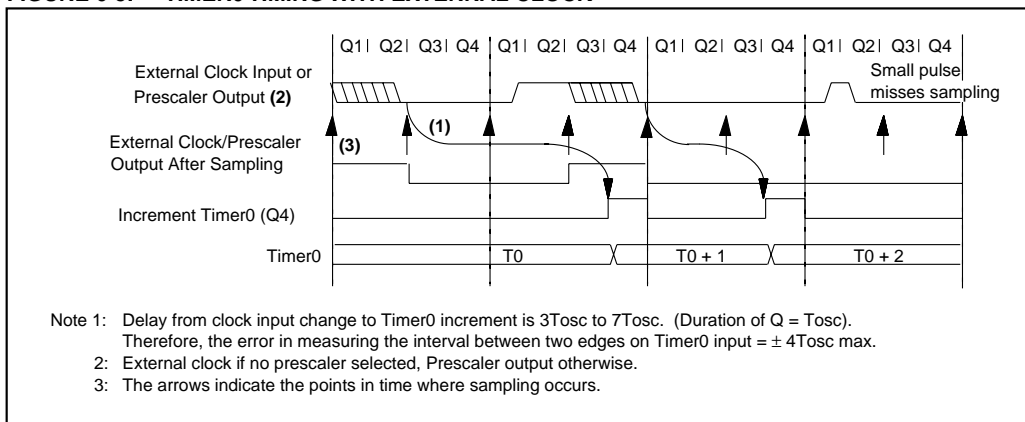 Q1| Q2| Q3| Q4 Q1| Q2| Q3| Q4 Q1| Q2| Q3| Q4 Q1| Q2| Q3| Q4
External Clock Input or
Prescaler Output (2)
Small pulse
misses sampling
(1)
External Clock/Prescaler
Output After Sampling
(3)
Increment Timer0 (Q4)
Timer0 T0 T0 + 1 T0 + 2
Note 1: Delay from clock input change to Timer0 increment is 3Tosc to 7Tosc. (Duration of Q = Tosc).
Therefore, the error in measuring the interval between two edges on Timer0 input = ± 4Tosc max.
2: External clock if no prescaler selected, Prescaler output otherwise.
3: The arrows indicate the points in time where sampling occurs.